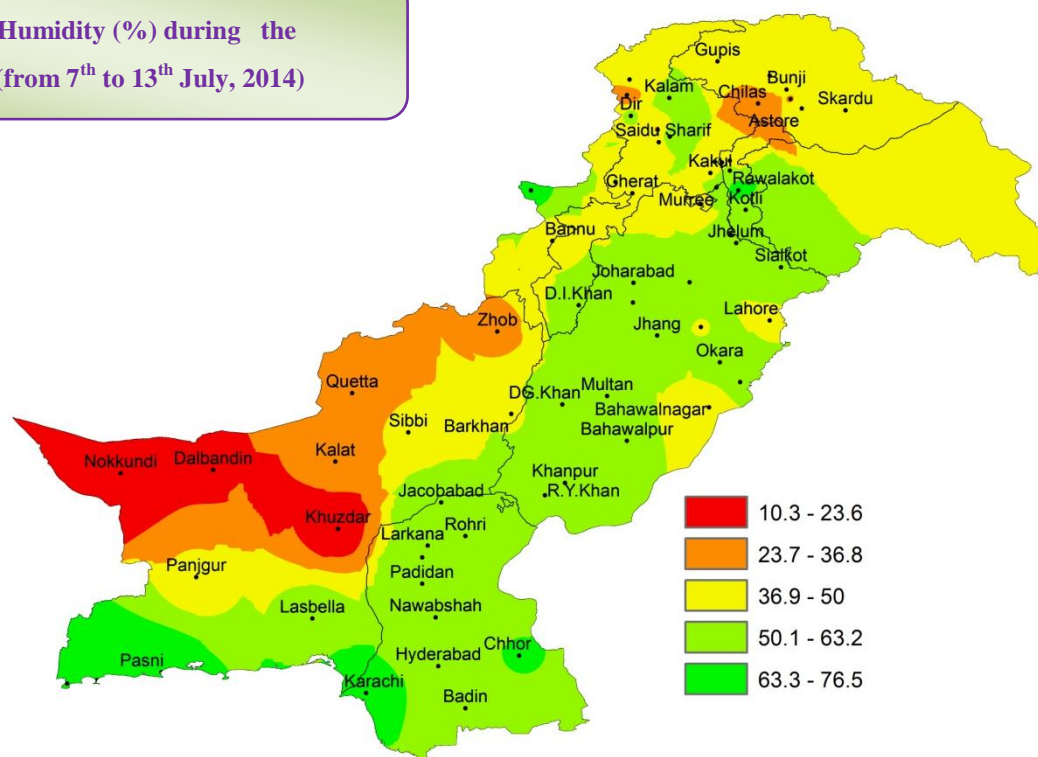 Humidity (%) during the
(from 7th to 13th July, 2014)
Gupis
Bunji
Kalam
Chilas
Skardu
Dir
Astore
Saidu Sharif
Kakul
Rawalakot
Gherat
Murree
Kotli
Bannu
Jhelum
Sialkot
Joharabad
D.I.Khan
Lahore
Zhob
Jhang
Okara
Quetta
DG.Khan
Multan
Sibbi
Barkhan
Bahawalnagar
Bahawalpur
Kalat
Nokkundi
Dalbandin
Khanpur
R.Y.Khan
Jacobabad
Khuzdar
Larkana
Rohri
Panjgur
Padidan
Lasbella
Nawabshah
Chhor
Pasni
Hyderabad
Karachi
Badin
10.3 - 23.6
23.7 - 36.8
36.9 - 50
50.1 - 63.2
63.3 - 76.5